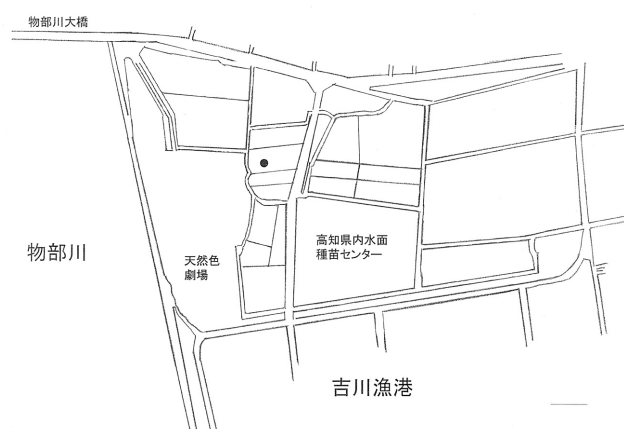 物部川大橋
物部川
天然色
劇場
高知県内水面
種苗センター
吉川漁港